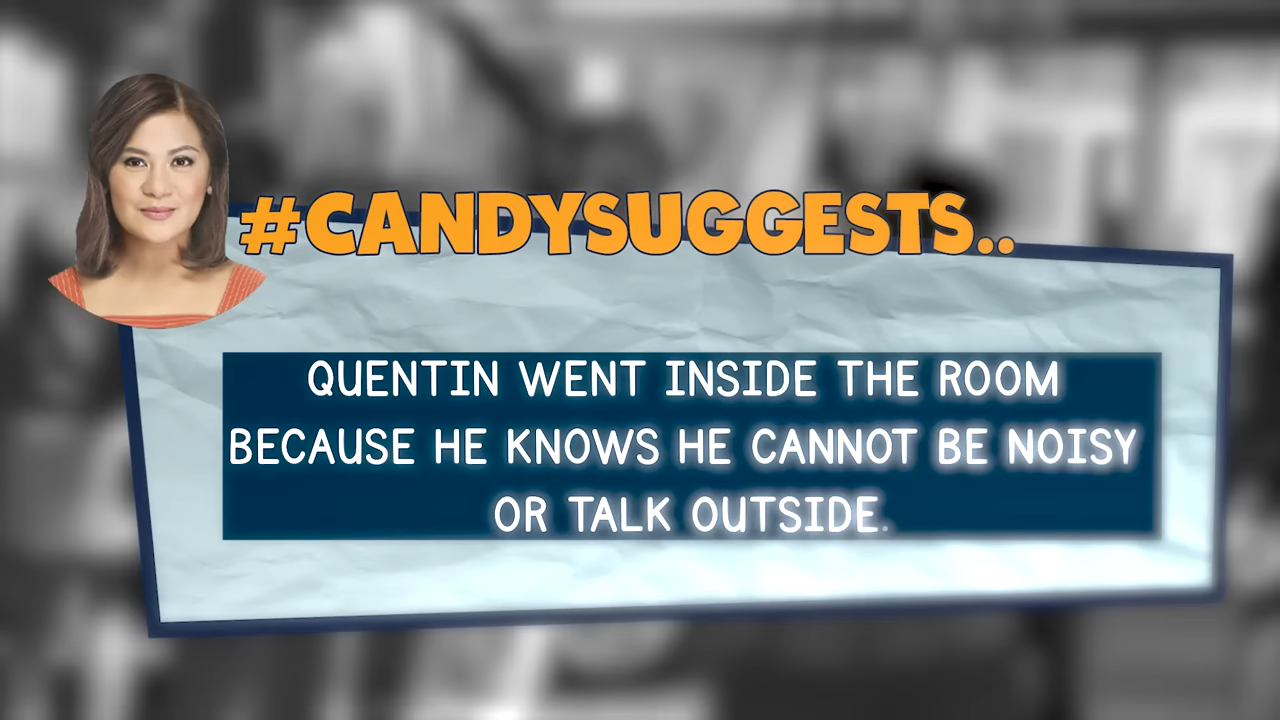 #CANDYSUGGESTS..
QUENTIN WENT INSIDE THE ROOM
BECAUSE HE KNOWS HE CANNOT BE NOISY
OR TALK OUTSIDE.